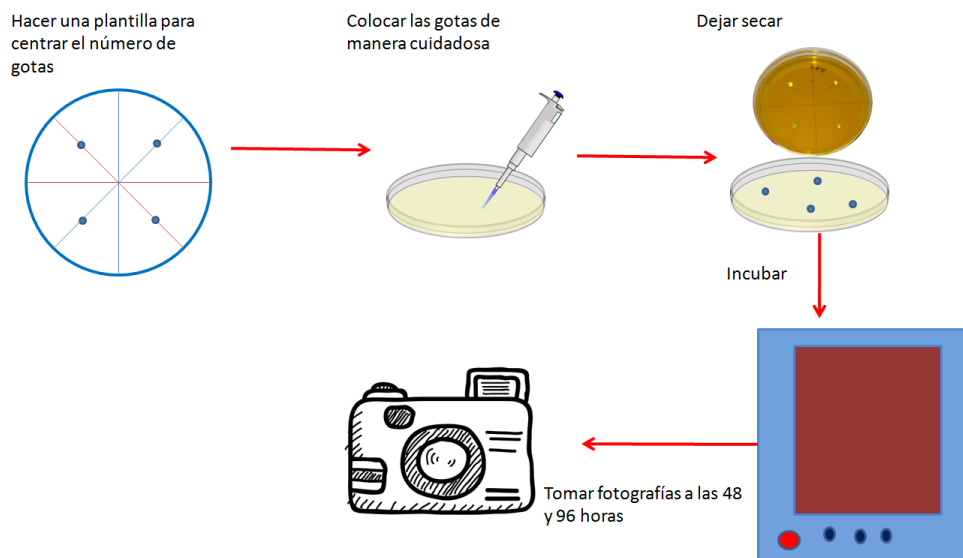 Hacer una plantilla para
centrar el número de
gotas
Colocar las gotas de
manera cuidadosa
Dejar secar
Incubar
Tomar fotografías a las 48
y 96 horas